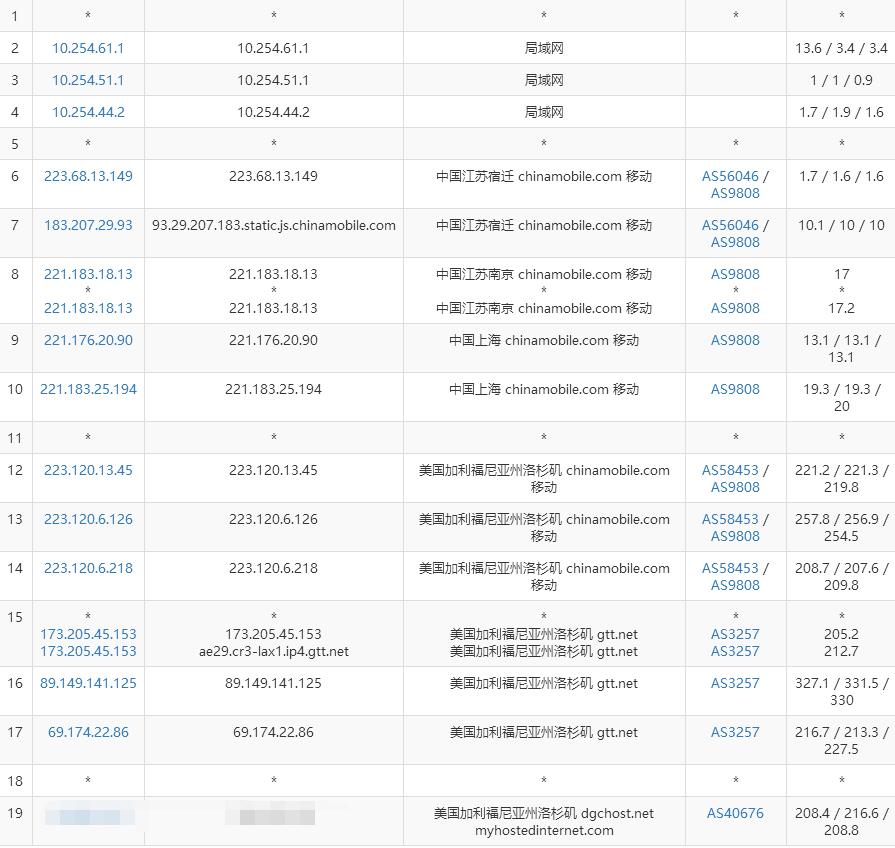 1 * * * *
2 10.254.61.1 10.254.61.1 局域网 13.6 / 3.4 / 3.4
3 10.254.51.1 10.254.51.1 局域网 1 / 1 / 0.9
4 10.254.44.2 10.254.44.2 局域网 1.7 / 1.9 / 1.6
5 * * * *
6 223.68.13.149 223.68.13.149 中国江苏宿迁 chinamobile.com 移动 AS56046 / 1.7 / 1.6 / 1.6
AS9808
7 183.207.29.93 93.29.207.183.static.js.chinamobile.com 中国江苏宿迁 chinamobile.com 移动 AS56046 / 10.1 / 10 / 10
AS9808
8 221.183.18.13 221.183.18.13 中国江苏南京 chinamobile.com 移动 AS9808 17
* * * * *
221.183.18.13 221.183.18.13 中国江苏南京 chinamobile.com 移动 AS9808 17.2
9 221.176.20.90 221.176.20.90 中国上海 chinamobile.com 移动 AS9808 13.1 / 13.1 /
13.1
10 221.183.25.194 221.183.25.194 中国上海 chinamobile.com 移动 AS9808 19.3 / 19.3 /
20
11 * * * * *
12 223.120.13.45 223.120.13.45 美国加利福尼亚州洛杉矶 chinamobile.com AS58453 / 221.2 / 221.3 /
移动 AS9808 219.8
13 223.120.6.126 223.120.6.126 美国加利福尼亚州洛杉矶 chinamobile.com AS58453 / 257.8 / 256.9 /
移动 AS9808 254.5
14 223.120.6.218 223.120.6.218 美国加利福尼亚州洛杉矶 chinamobile.com AS58453 / 208.7 / 207.6 /
移动 AS9808 209.8
15 * * * * *
173.205.45.153 173.205.45.153 美国加利福尼亚州洛杉矶 gtt.net AS3257 205.2
173.205.45.153 ae29.cr3-lax1.ip4.gtt.net 美国加利福尼亚州洛杉矶 gtt.net AS3257 212.7
16 89.149.141.125 89.149.141.125 美国加利福尼亚州洛杉矶 gtt.net AS3257 327.1 / 331.5 /
330
17 69.174.22.86 69.174.22.86 美国加利福尼亚州洛杉矶 gtt.net AS3257 216.7 / 213.3 /
227.5
18 * * * * *
19 美国加利福尼亚州洛杉矶 dgchost.net AS40676 208.4 / 216.6 /
myhostedinternet.com 208.8